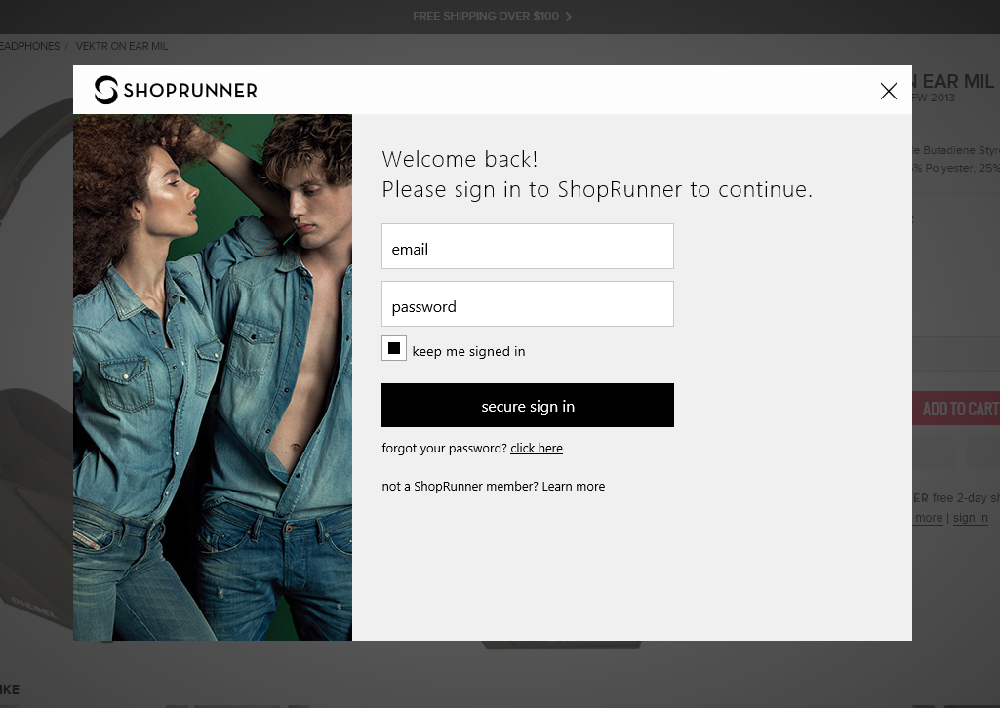 FREE SHIPPING OVER $100
EADPHONES / VEKTR ON EAR MIL
SHOPRUNNER
EAR MIL
FW 2013
Welcome back!
Please sign in to ShopRunner to continue.
le Butadiene Styr
% Polyester, 25%
email
password
keep me signed in
ADD TO CART
secure sign in
forgot your password? click here
not a ShopRunner member? Learn more
ER free 2-day sh
more | sign in
DIESEL
IKE